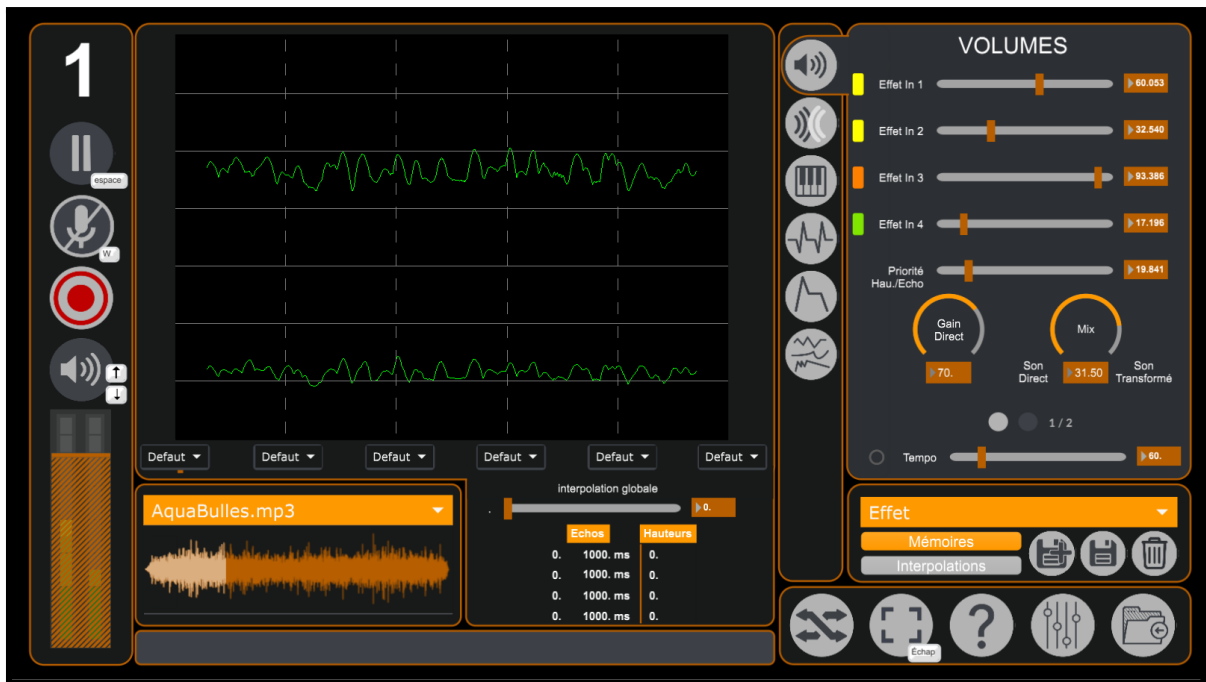 1
espace
W
↑
↓
Defaut
Defaut
Defaut
Defaut
Defaut
Defaut
AquaBulles.mp3
interpolation globale
. 0.
Echos Hauteurs
0. 1000. ms 0.
0. 1000. ms 0.
0. 1000. ms 0.
0. 1000. ms 0.
VOLUMES
Effet In 1 60.053
Effet In 2 32.540
Effet In 3 93.386
Effet In 4 17.196
Priorité
Hau./Echo
19.841
Gain
Direct
70.
Mix
Son
Direct
31.50
Son
Transformé
1 / 2
Tempo 60.
Effet
Mémoires
Interpolations
?
Échap